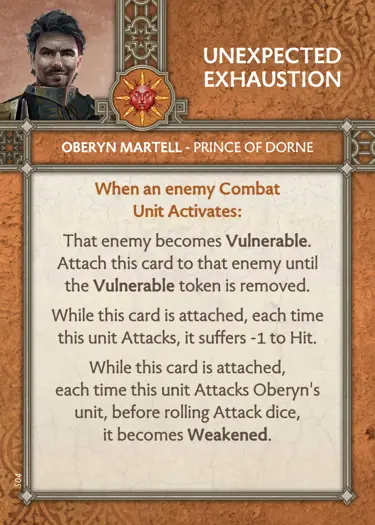 UNEXPECTED
EXHAUSTION
OBERYN MARTELL - PRINCE OF DORNE
When an enemy Combat
Unit Activates:
That enemy becomes Vulnerable.
Attach this card to that enemy until
the Vulnerable token is removed.
While this card is attached, each time
this unit Attacks, it suffers -1 to Hit.
While this card is attached,
each time this unit Attacks Oberyn's
unit, before rolling Attack dice,
it becomes Weakened.
S04